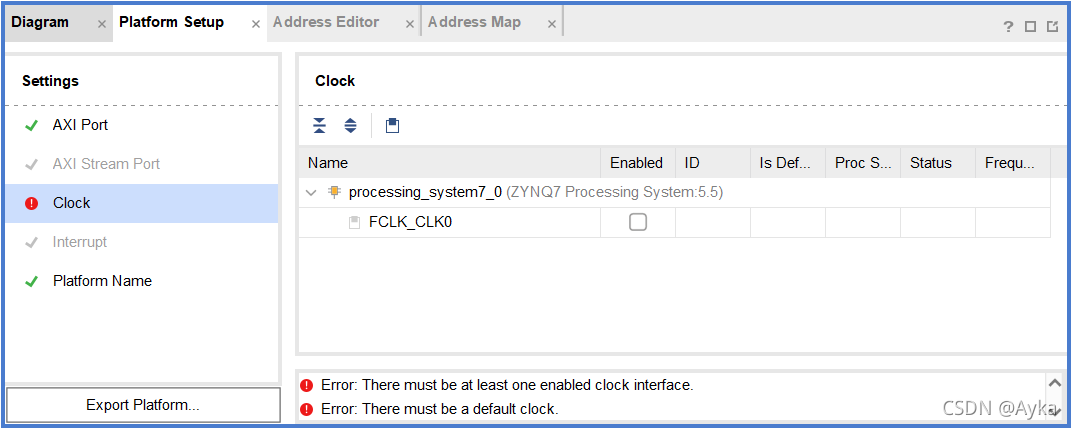 Diagram × Platform Setup × Address Editor × Address Map ×
?
Settings
AXI Port
AXI Stream Port
Clock
Interrupt
Platform Name
Export Platform...
Clock
Name Enabled ID Is Def... Proc S... Status Frequ...
processing_system7_0 (ZYNQ7 Processing System:5.5)
FCLK_CLK0
Error: There must be at least one enabled clock interface.
Error: There must be a default clock.
CSDN @Ayka